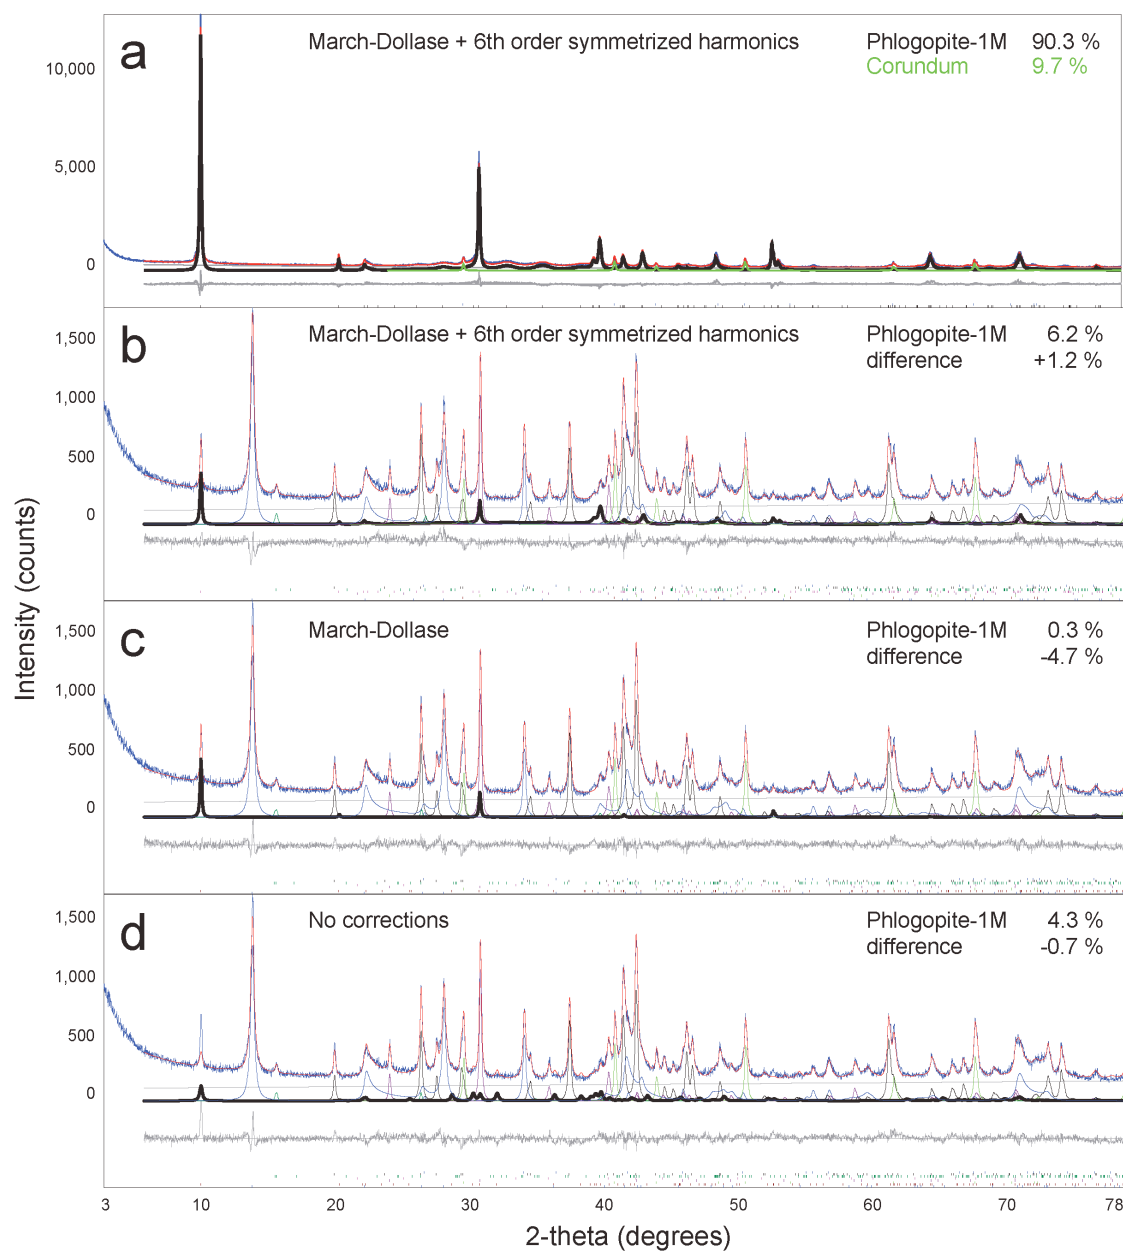 a
March-Dollase + 6th order symmetrized harmonics
Phlogopite-1M 90.3 %
Corundum 9.7 %
10,000
5,000
0
b
March-Dollase + 6th order symmetrized harmonics
Phlogopite-1M 6.2 %
difference +1.2 %
1,500
1,000
500
0
c
March-Dollase
Phlogopite-1M 0.3 %
difference -4.7 %
1,500
1,000
500
0
d
No corrections
Phlogopite-1M 4.3 %
difference -0.7 %
1,500
1,000
500
0
Intensity (counts)
3 10 20 30 40 50 60 70 78
2-theta (degrees)